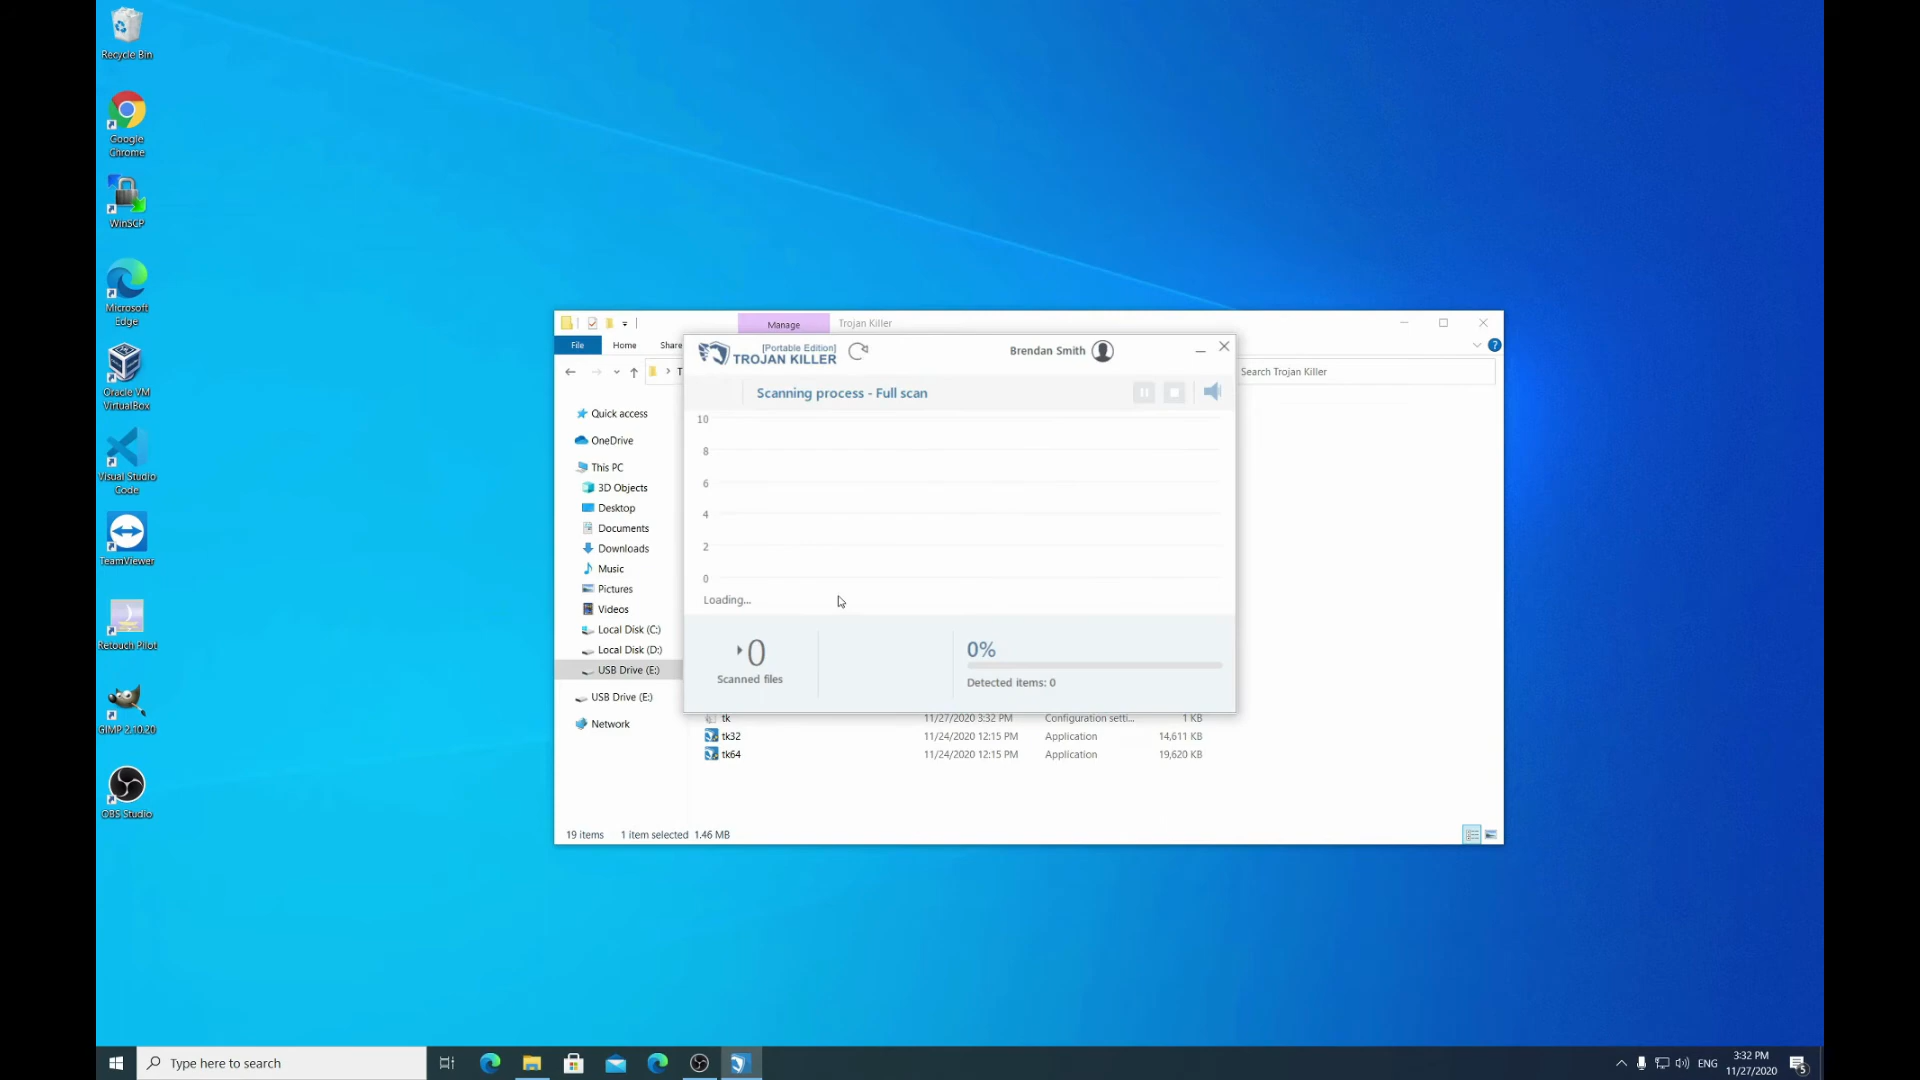 Recycle Bin
Google
Chrome
WinSCP
Microsoft
Edge
Oracle VM
VirtualBox
Visual Studio
Code
TeamViewer
Retouch Pilot
GIMP 2.10.20
OBS Studio
Manage
Trojan Killer
File
Home
Share
T
Search Trojan Killer
Quick access
OneDrive
This PC
3D Objects
Desktop
Documents
Downloads
Music
Pictures
Videos
Local Disk (C:)
Local Disk (D:)
USB Drive (E:)
USB Drive (E:)
Network
[Portable Edition]
TROJAN KILLER
Brendan Smith
Scanning process - Full scan
10
8
6
4
2
0
Loading...
0
Scanned files
0%
Detected items: 0
tk 11/27/2020 3:32 PM Configuration setti... 1 KB
tk32 11/24/2020 12:15 PM Application 14,611 KB
tk64 11/24/2020 12:15 PM Application 19,620 KB
19 items 1 item selected 1.46 MB
Type here to search
ENG
3:32 PM
11/27/2020
5